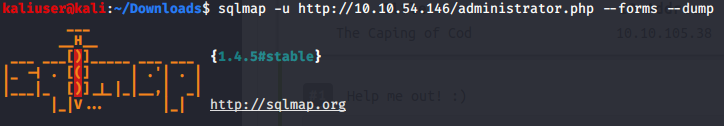 kaliuser@kali:~/Downloads$ sqlmap -u http://10.10.54.146/administrator.php --forms --dump
        ___
       __H__
 ___ ___[)]_____ ___ ___  {1.4.5#stable}
|_ -| . [(]     | .'| . |
|___|_  [)]_|_|_|__,|  _|
      |_|V...       |_|   http://sqlmap.org
The Caping of Cod
10.10.105.38
Help me out! :)